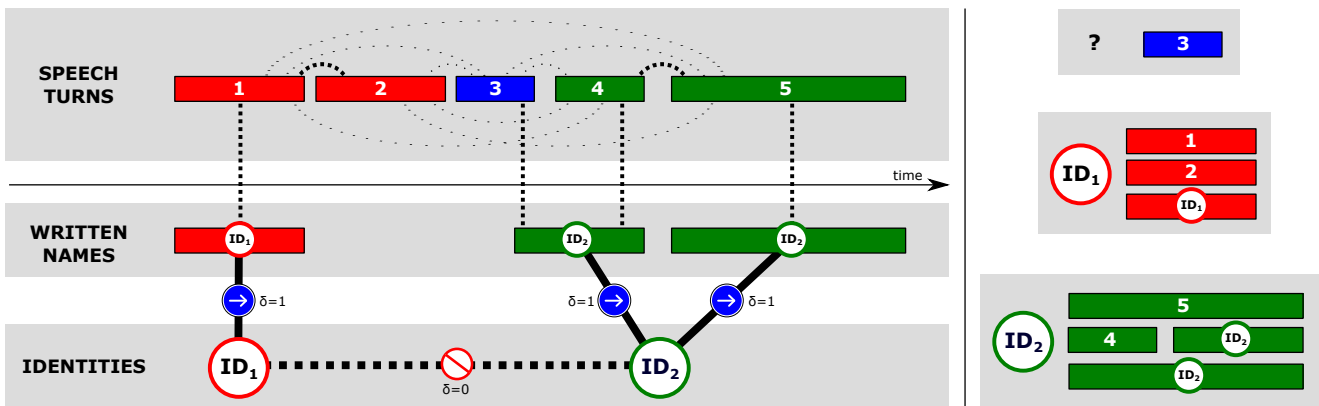 SPEECH
TURNS
1 2 3 4 5
time
WRITTEN
NAMES
ID₁ ID₂ ID₂
δ=1 δ=1 δ=1
IDENTITIES
ID₁ ID₂
δ=0
? 3
ID₁
1
2
ID₁
ID₂
5
4 ID₂
ID₂